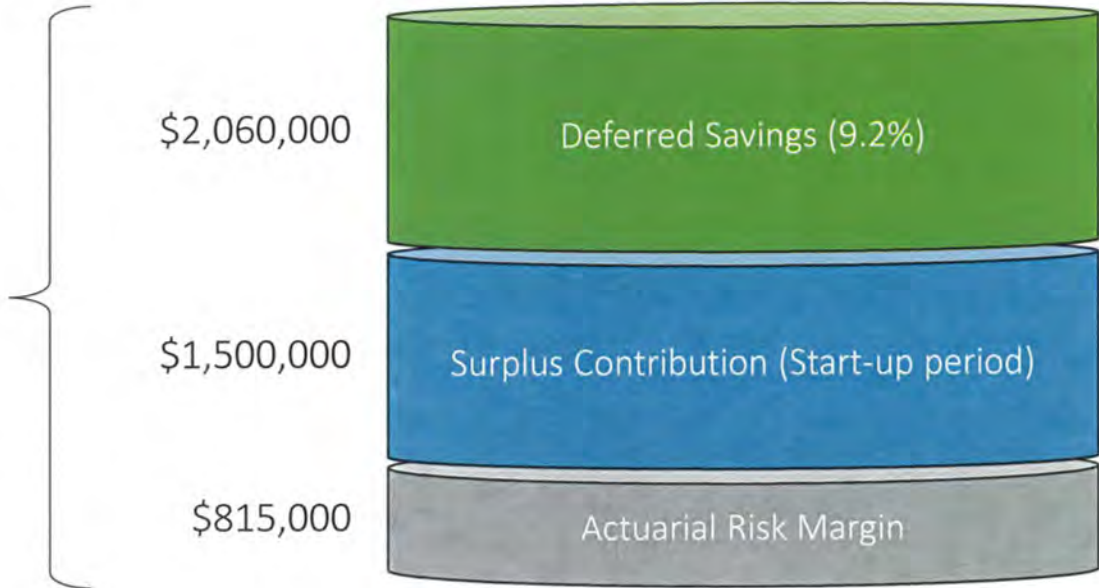 $2,060,000 Deferred Savings (9.2%)
$1,500,000 Surplus Contribution (Start-up period)
$815,000 Actuarial Risk Margin